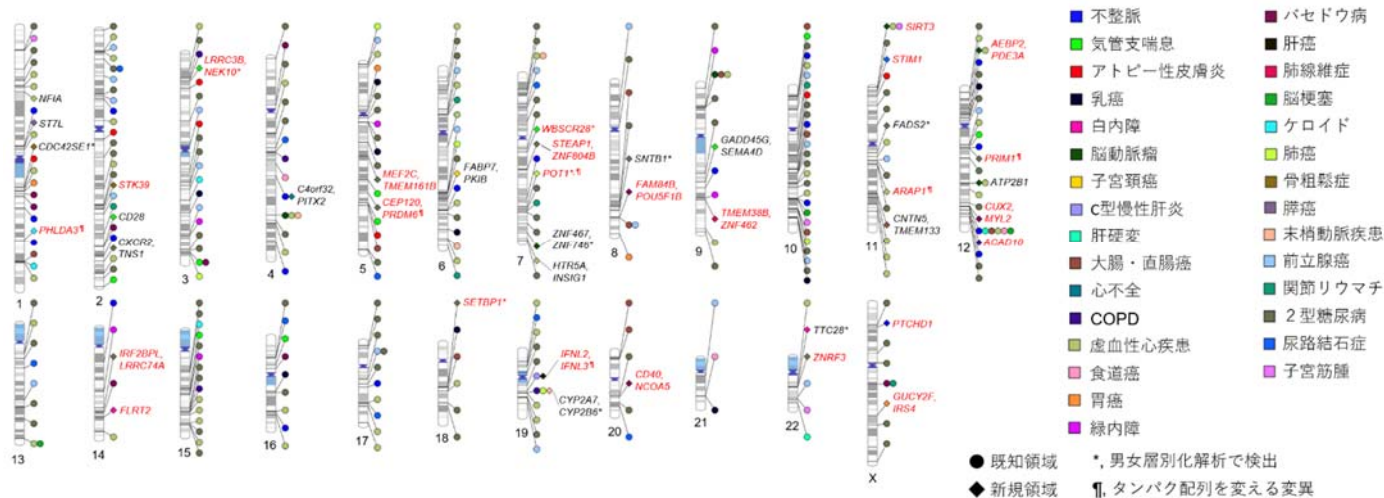 NFIA
ST7L
CDC42SE1*
PHLDA3¶
1
STK39
CD28
CXCR2,
TNS1
2
LRRC3B,
NEK10*
3
C4orf32,
PITX2
4
MEF2C,
TMEM161B
CEP120,
PRDM6¶
5
FABP7,
PKIB
6
WBSCR28*
STEAP1,
ZNF804B
POT1*,¶
ZNF467,
ZNF746*
HTR5A,
INSIG1
7
SNTB1*
FAM84B,
POU5F1B
8
GADD45G,
SEMA4D
TMEM38B,
ZNF462
9
10
SIRT3
STIM1
FADS2*
ARAP1¶
CNTN5,
TMEM133
11
AEBP2,
PDE3A
PRIM1¶
ATP2B1
CUX2,
MYL2
ACAD10
12
13
IRF2BPL,
LRRC74A
FLRT2
14
15
16
17
SETBP1*
18
IFNL2,
IFNL3¶
CYP2A7,
CYP2B6*
19
CD40,
NCOA5
20
21
TTC28*
ZNRF3
22
PTCHD1
GUCY2F,
IRS4
X
不整脈
気管支喘息
アトピー性皮膚炎
乳癌
白内障
脳動脈瘤
子宮頸癌
C型慢性肝炎
肝硬変
大腸・直腸癌
心不全
COPD
虚血性心疾患
食道癌
胃癌
緑内障
バセドウ病
肝癌
肺線維症
脳梗塞
ケロイド
肺癌
骨粗鬆症
膵癌
末梢動脈疾患
前立腺癌
関節リウマチ
２型糖尿病
尿路結石症
子宮筋腫
既知領域
*, 男女層別化解析で検出
新規領域
¶, タンパク配列を変える変異